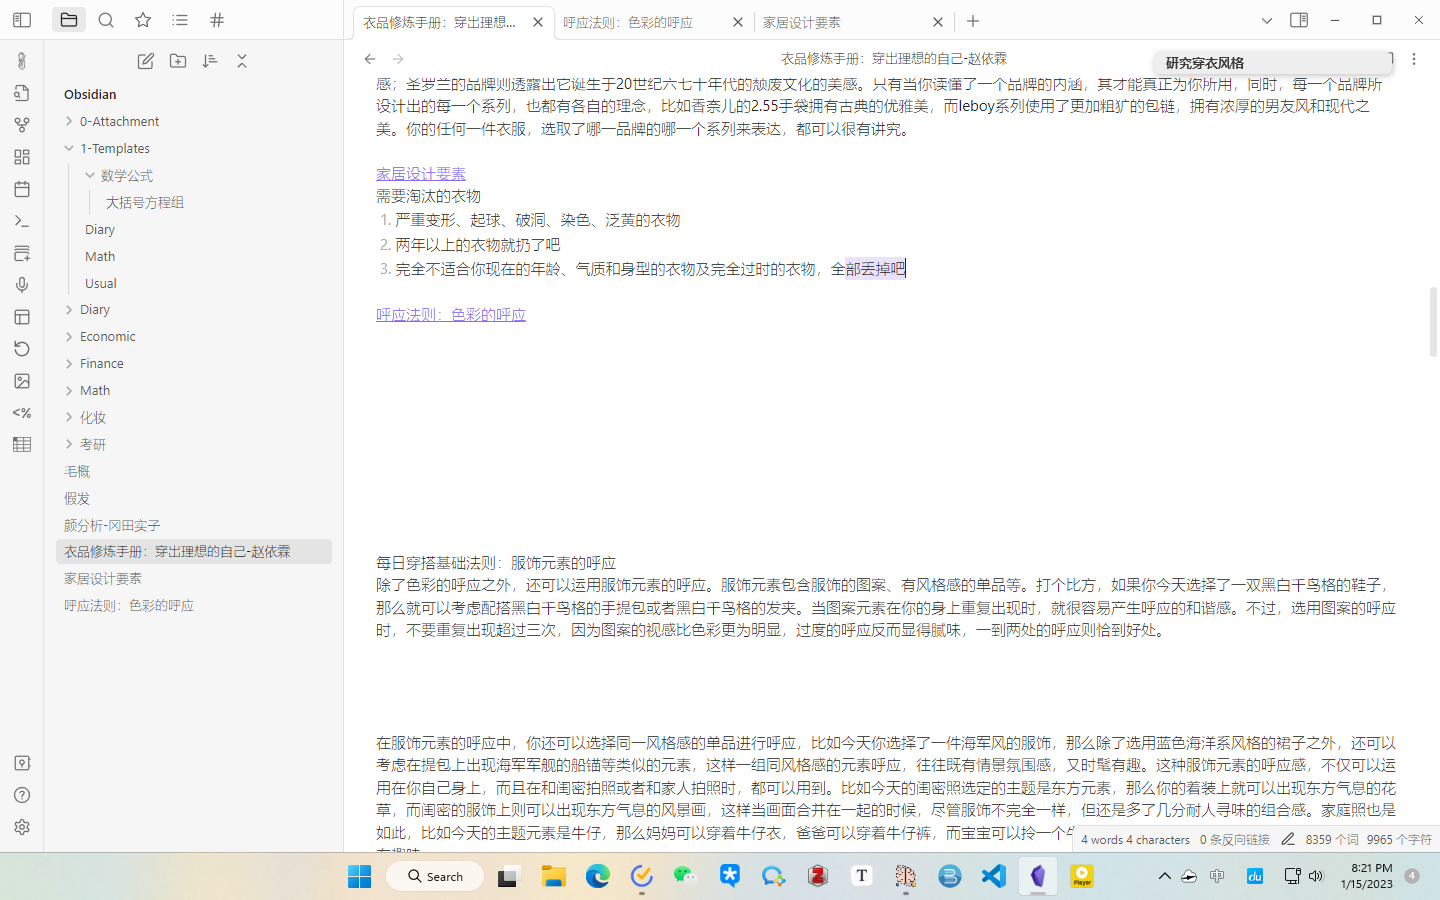 衣品修炼手册：穿出理想...
呼应法则：色彩的呼应
家居设计要素
衣品修炼手册：穿出理想的自己-赵依霖
研究穿衣风格
Obsidian
0-Attachment
1-Templates
数学公式
大括号方程组
Diary
Math
Usual
Diary
Economic
Finance
Math
化妆
考研
毛概
假发
颜分析-冈田实子
衣品修炼手册：穿出理想的自己-赵依霖
家居设计要素
呼应法则：色彩的呼应
感；圣罗兰的品牌则透露出它诞生于20世纪六七十年代的颓废文化的美感。只有当你读懂了一个品牌的内涵，其才能真正为你所用，同时，每一个品牌所
设计出的每一个系列，也都有各自的理念，比如香奈儿的2.55手袋拥有古典的优雅美，而leboy系列使用了更加粗犷的包链，拥有浓厚的男友风和现代之
美。你的任何一件衣服，选取了哪一品牌的哪一个系列来表达，都可以很有讲究。
家居设计要素
需要淘汰的衣物
1. 严重变形、起球、破洞、染色、泛黄的衣物
2. 两年以上的衣物就扔了吧
3. 完全不适合你现在的年龄、气质和身型的衣物及完全过时的衣物，全部丢掉吧
呼应法则：色彩的呼应
每日穿搭基础法则：服饰元素的呼应
除了色彩的呼应之外，还可以运用服饰元素的呼应。服饰元素包含服饰的图案、有风格感的单品等。打个比方，如果你今天选择了一双黑白千鸟格的鞋子，
那么就可以考虑配搭黑白千鸟格的手提包或者黑白千鸟格的发夹。当图案元素在你的身上重复出现时，就很容易产生呼应的和谐感。不过，选用图案的呼应
时，不要重复出现超过三次，因为图案的视感比色彩更为明显，过度的呼应反而显得腻味，一到两处的呼应则恰到好处。
在服饰元素的呼应中，你还可以选择同一风格感的单品进行呼应，比如今天你选择了一件海军风的服饰，那么除了选用蓝色海洋系风格的裙子之外，还可以
考虑在提包上出现海军军舰的船锚等类似的元素，这样一组同风格感的元素呼应，往往既有情景氛围感，又时髦有趣。这种服饰元素的呼应感，不仅可以运
用在你自己身上，而且在和闺密拍照或者和家人拍照时，都可以用到。比如今天的闺密照选定的主题是东方元素，那么你的着装上就可以出现东方气息的花
草，而闺密的服饰上则可以出现东方气息的风景画，这样当画面合并在一起的时候，尽管服饰不完全一样，但还是多了几分耐人寻味的组合感。家庭照也是
如此，比如今天的主题元素是牛仔，那么妈妈可以穿着牛仔衣，爸爸可以穿着牛仔裤，而宝宝可以拎一个
4 words 4 characters
0 条反向链接
8359 个词
9965 个字符
Search
T
中
du
Player
8:21 PM
1/15/2023
4